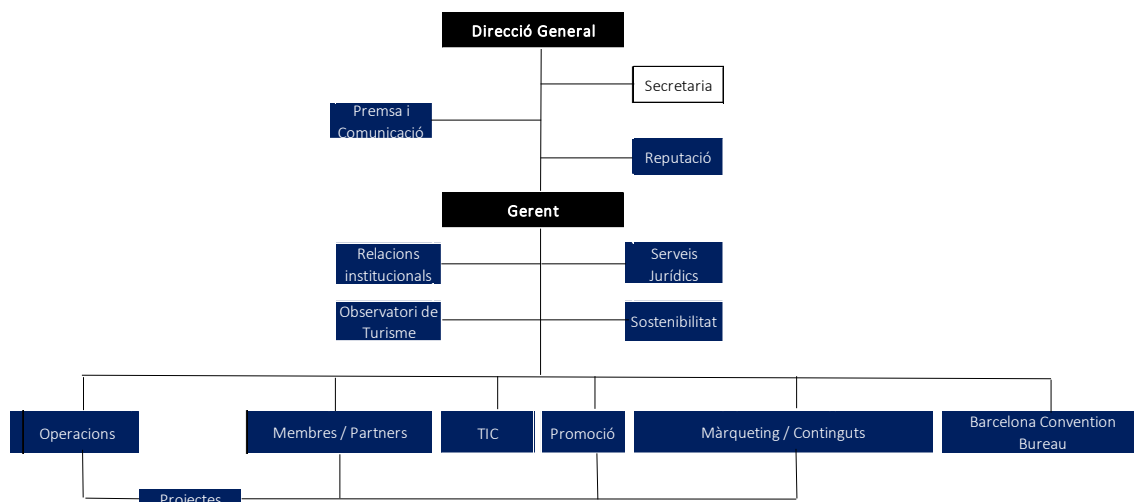 Direcció General
Secretaria
Premsa i
Comunicació
Reputació
Gerent
Relacions
institucionals
Serveis
Jurídics
Observatori de
Turisme
Sostenibilitat
Operacions
Membres / Partners
TIC
Promoció
Màrqueting / Continguts
Barcelona Convention
Bureau
Projectes